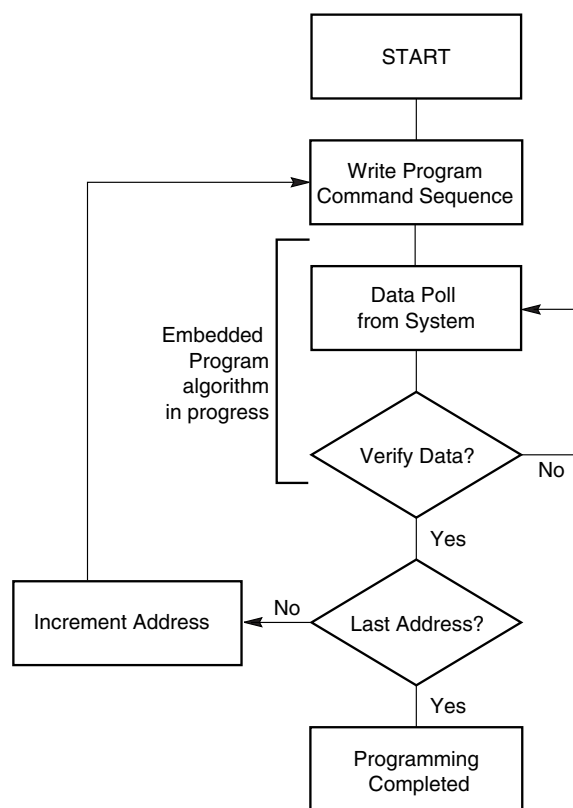 START
Write Program
Command Sequence
Data Poll
from System
Embedded
Program
algorithm
in progress
Verify Data?
No
Yes
Last Address?
No
Increment Address
Yes
Programming
Completed